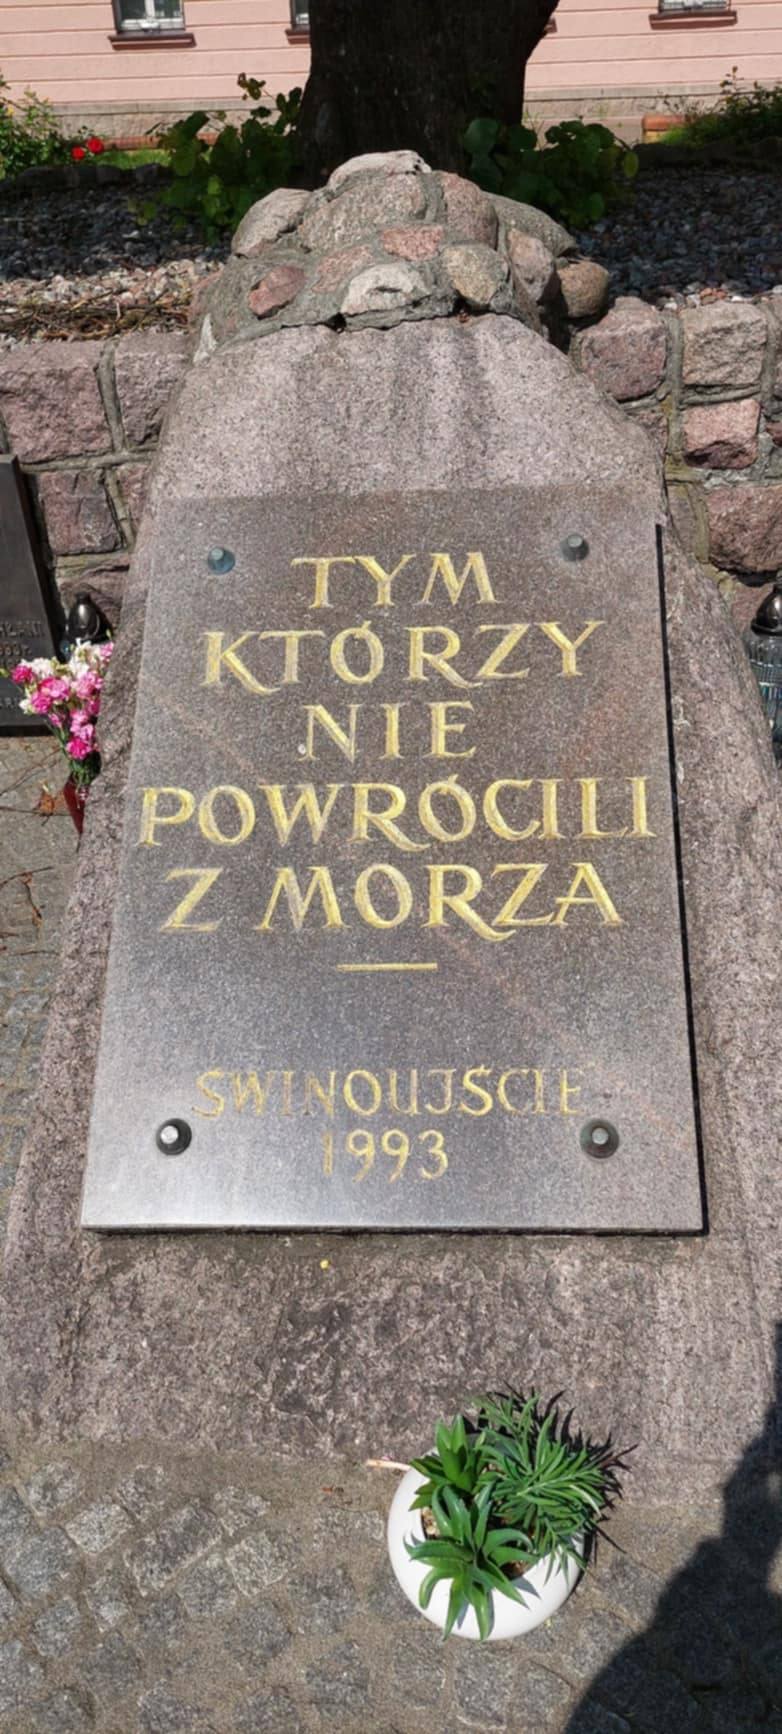 TYM
KTÓRZY
NIE
POWRÓCILI
Z MORZA
ŚWINOUJŚCIE
1993